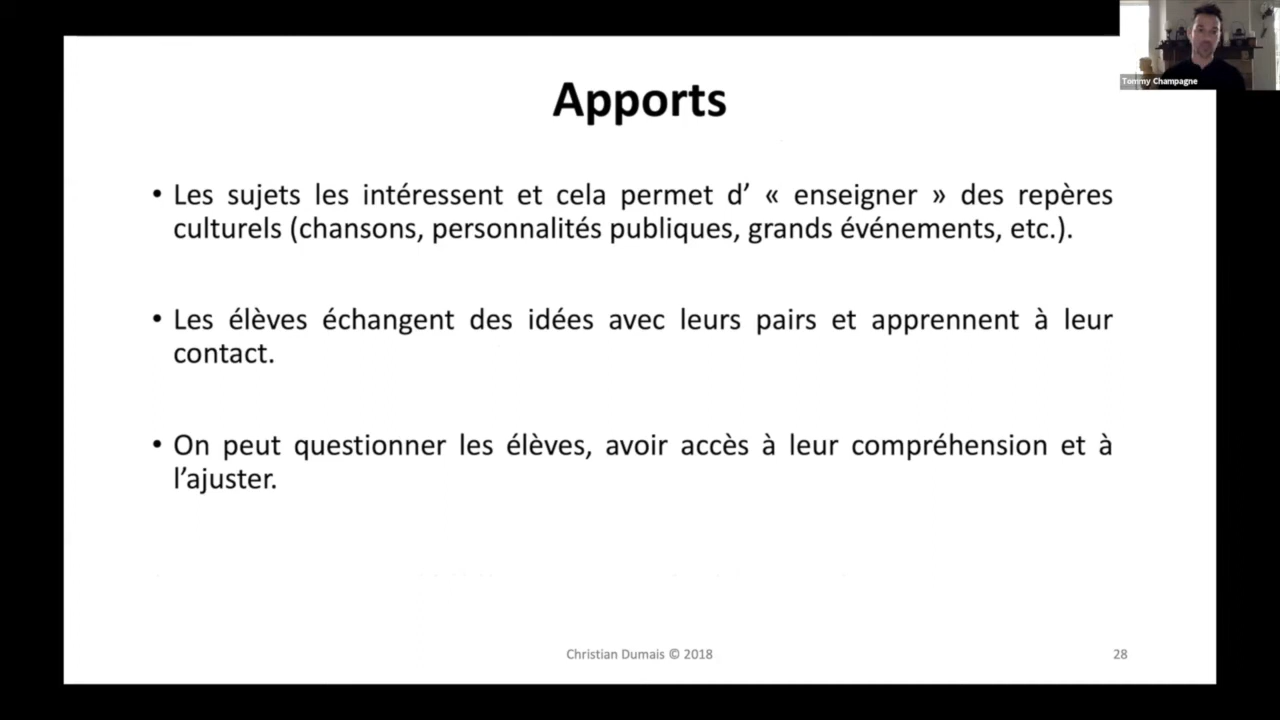 Tommy Champagne
Apports
• Les sujets les intéressent et cela permet d’ « enseigner » des repères
culturels (chansons, personnalités publiques, grands événements, etc.).
• Les élèves échangent des idées avec leurs pairs et apprennent à leur
contact.
• On peut questionner les élèves, avoir accès à leur compréhension et à
l’ajuster.
Christian Dumais © 2018
28